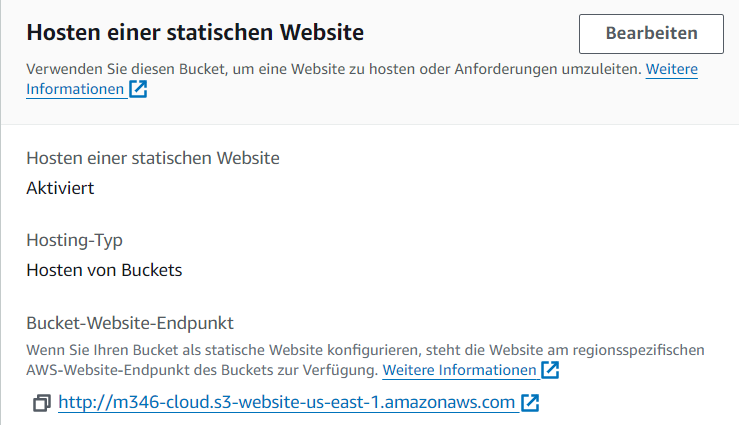 Hosten einer statischen Website
Bearbeiten
Verwenden Sie diesen Bucket, um eine Website zu hosten oder Anforderungen umzuleiten. Weitere
Informationen
Hosten einer statischen Website
Aktiviert
Hosting-Typ
Hosten von Buckets
Bucket-Website-Endpunkt
Wenn Sie Ihren Bucket als statische Website konfigurieren, steht die Website am regionsspezifischen
AWS-Website-Endpunkt des Buckets zur Verfügung. Weitere Informationen
http://m346-cloud.s3-website-us-east-1.amazonaws.com